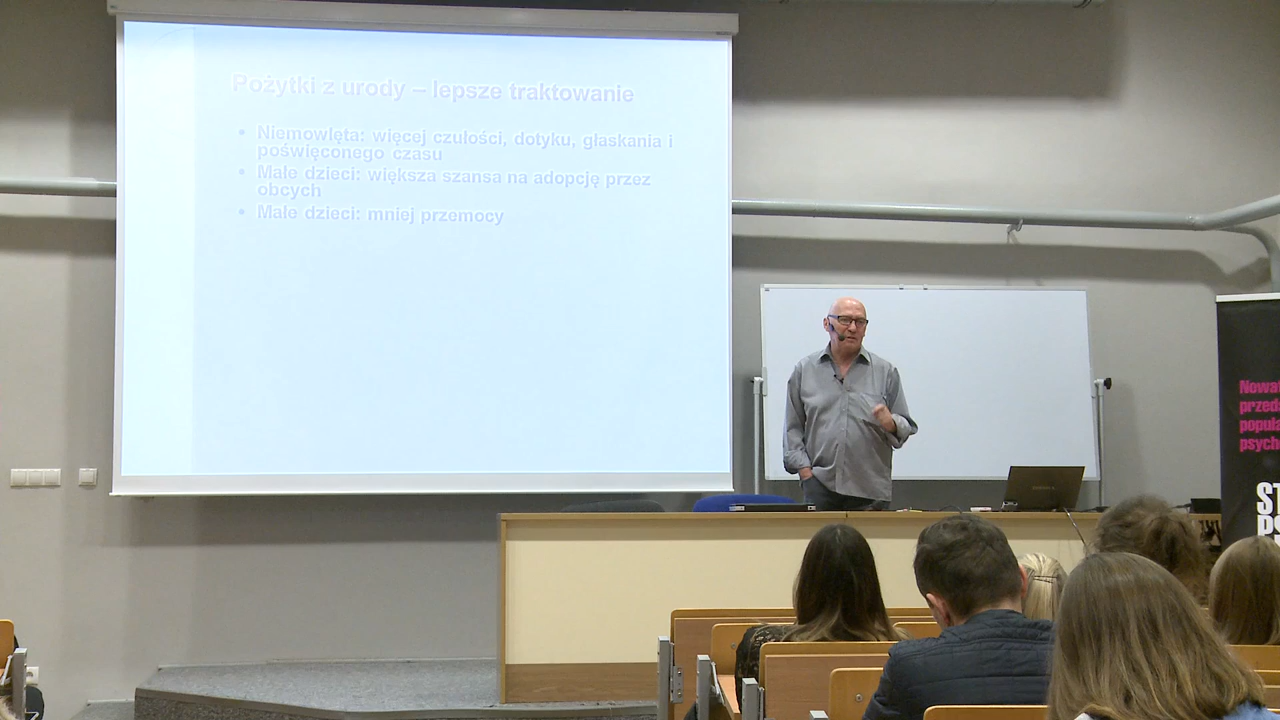 Pożytki z urody – lepsze traktowanie
• Niemowlęta: więcej czułości, dotyku, głaskania i
poświęconego czasu
• Małe dzieci: większa szansa na adopcję przez
obcych
• Małe dzieci: mniej przemocy